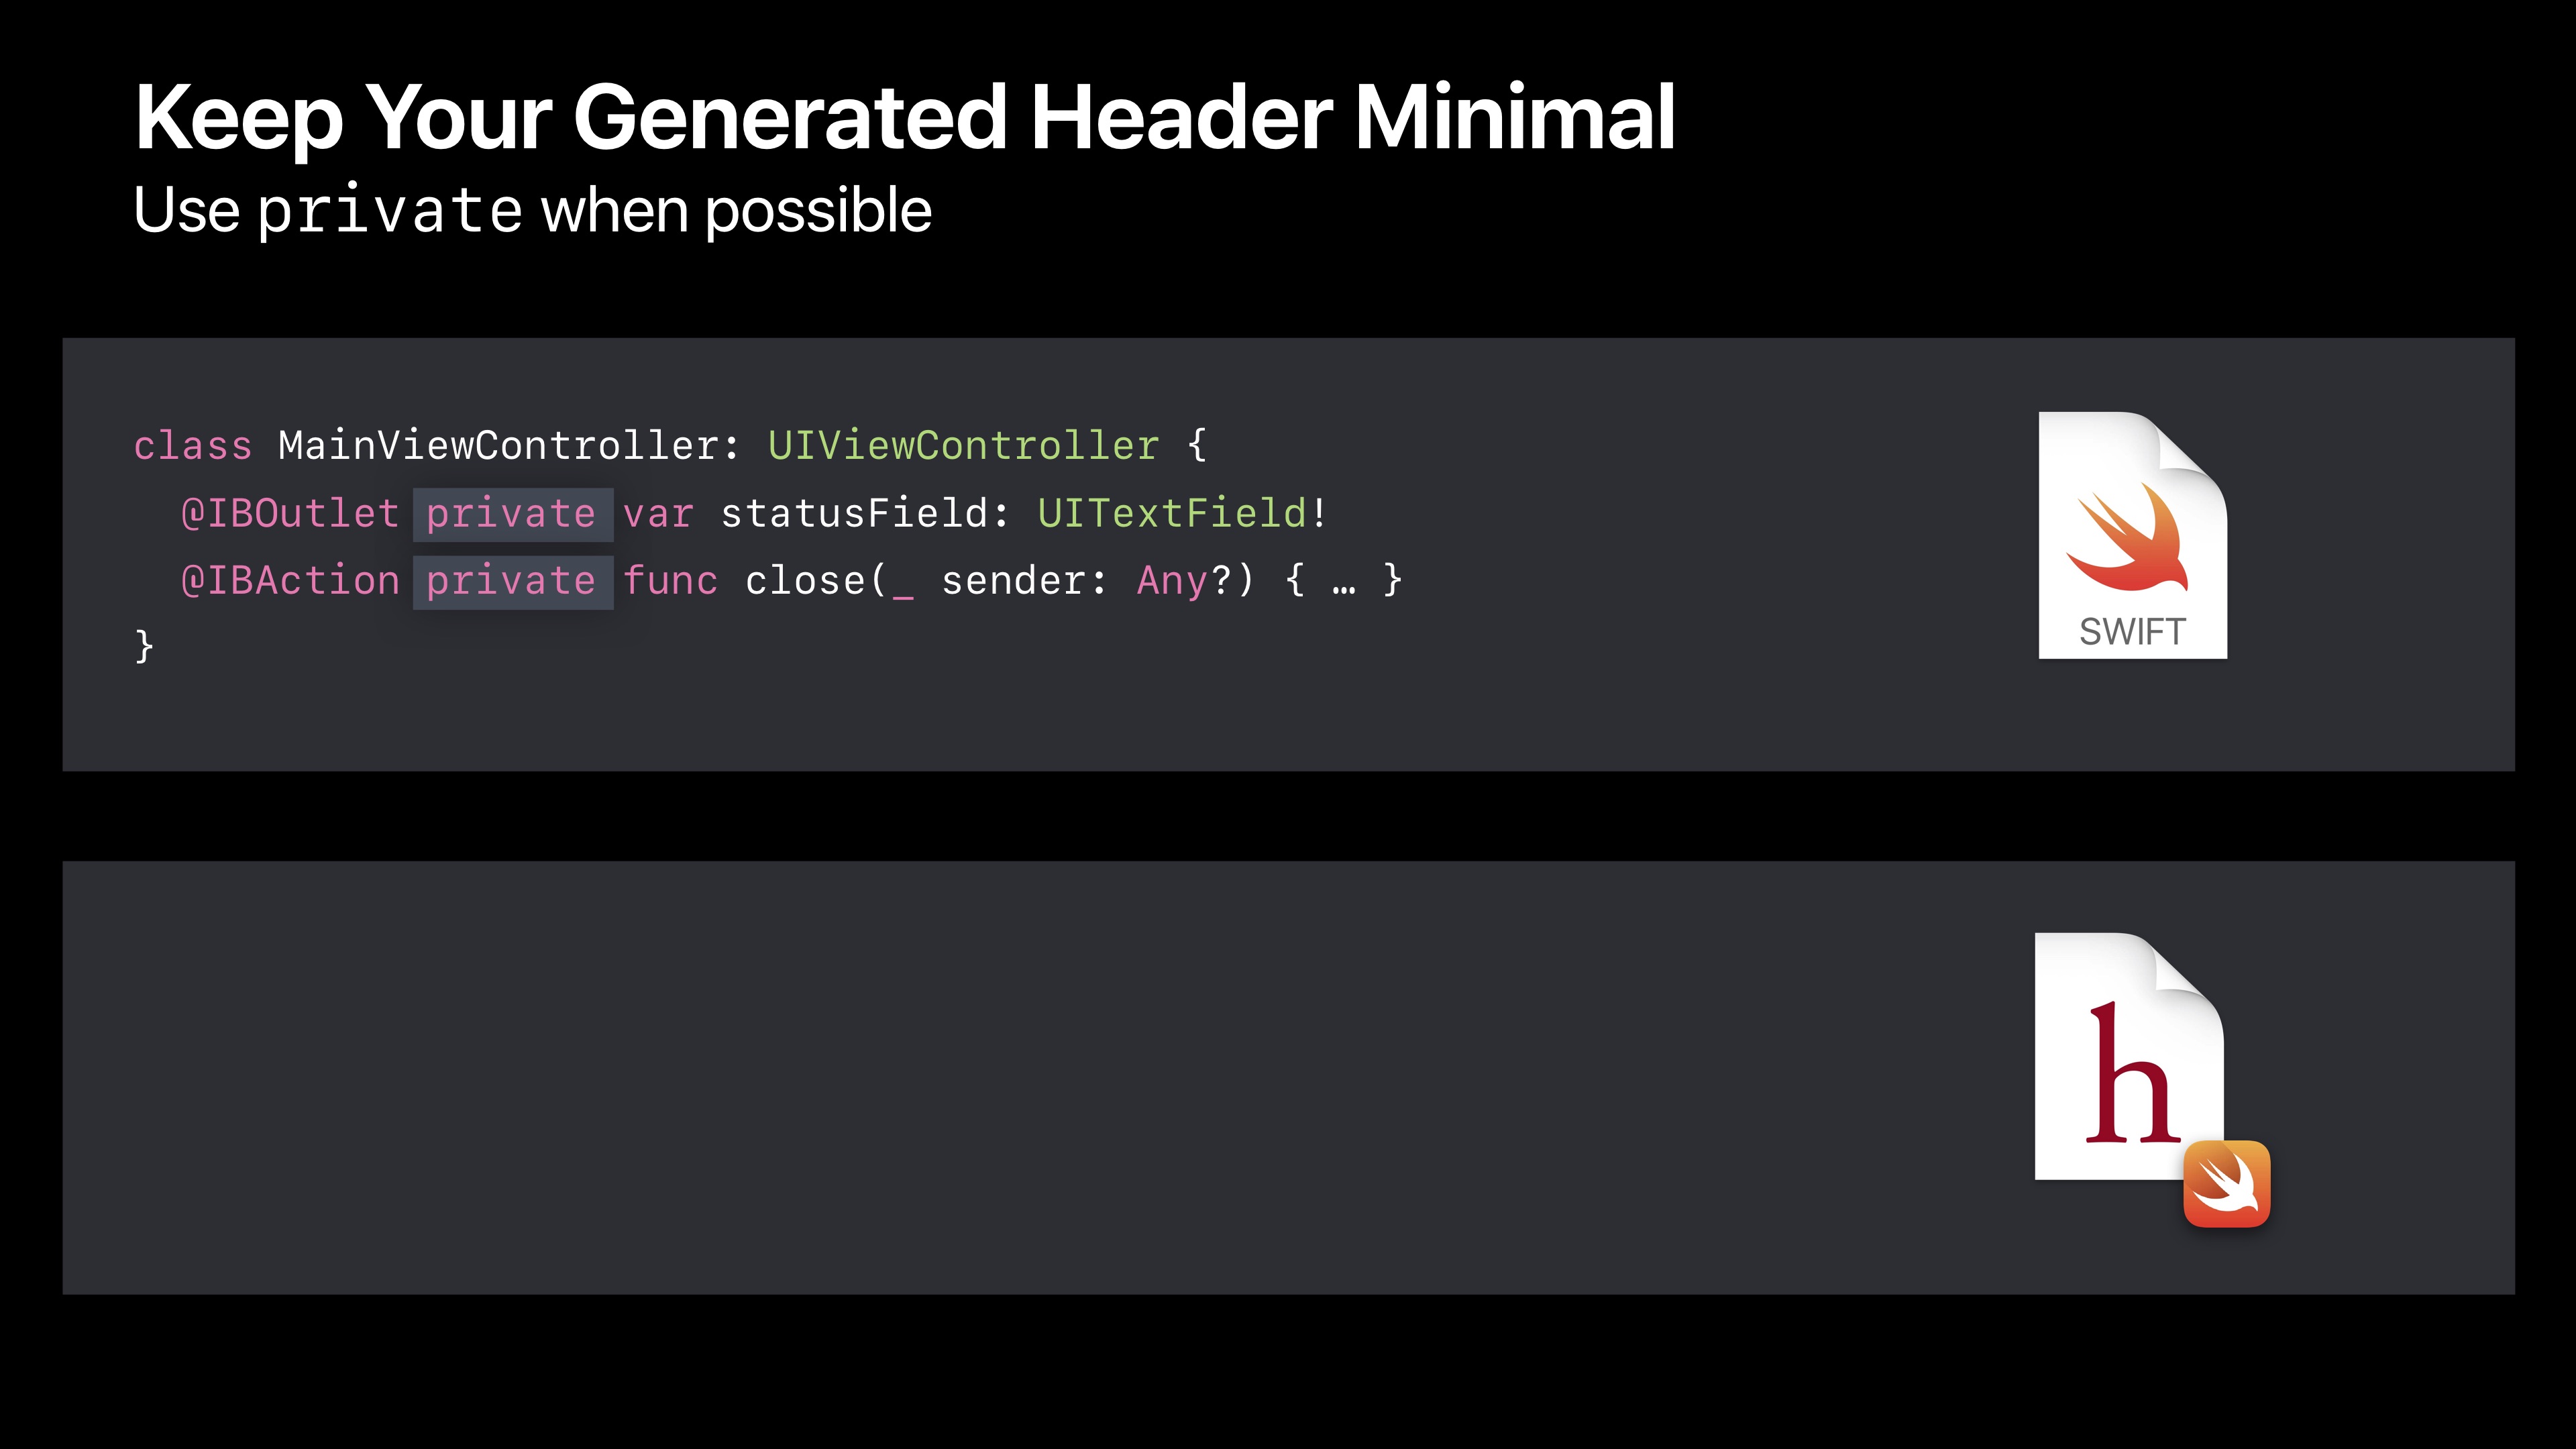 Keep Your Generated Header Minimal
Use private when possible
class MainViewController: UIViewController {
  @IBOutlet private var statusField: UITextField!
  @IBAction private func close(_ sender: Any?) { … }
}
SWIFT
h